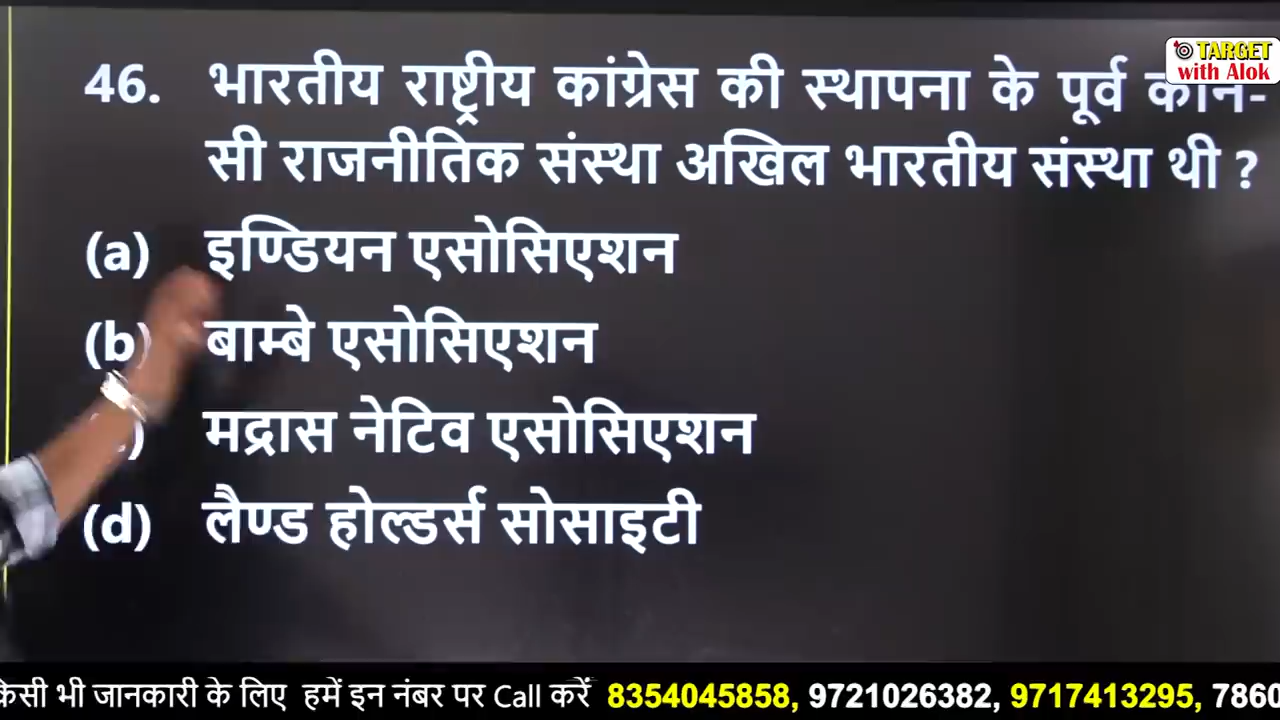 TARGET
with Alok
46. भारतीय राष्ट्रीय कांग्रेस की स्थापना के पूर्व कौन-
सी राजनीतिक संस्था अखिल भारतीय संस्था थी ?
(a) इण्डियन एसोसिएशन
(b) बाम्बे एसोसिएशन
मद्रास नेटिव एसोसिएशन
(d) लैण्ड होल्डर्स सोसाइटी
किसी भी जानकारी के लिए हमें इन नंबर पर Call करें 8354045858, 9721026382, 9717413295, 7860